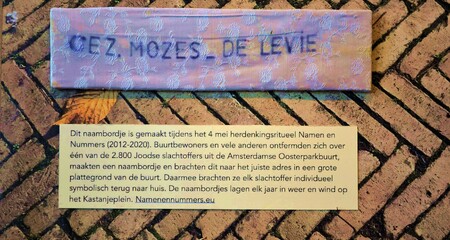 GEZ. MOZES - DE LEVIE
Dit naambordje is gemaakt tijdens het 4 mei herdenkingsritueel Namen en
Nummers (2012-2020). Buurtbewoners en vele anderen ontfermden zich over
één van de 2.800 Joodse slachtoffers uit de Amsterdamse Oosterparkbuurt,
maakten een naambordje en brachten dit naar het juiste adres in een grote
plattegrond van de buurt. Daarmee brachten ze elk slachtoffer individueel
symbolisch terug naar huis. De naambordjes lagen elk jaar in weer en wind op
het Kastanjeplein. Namenennummers.eu